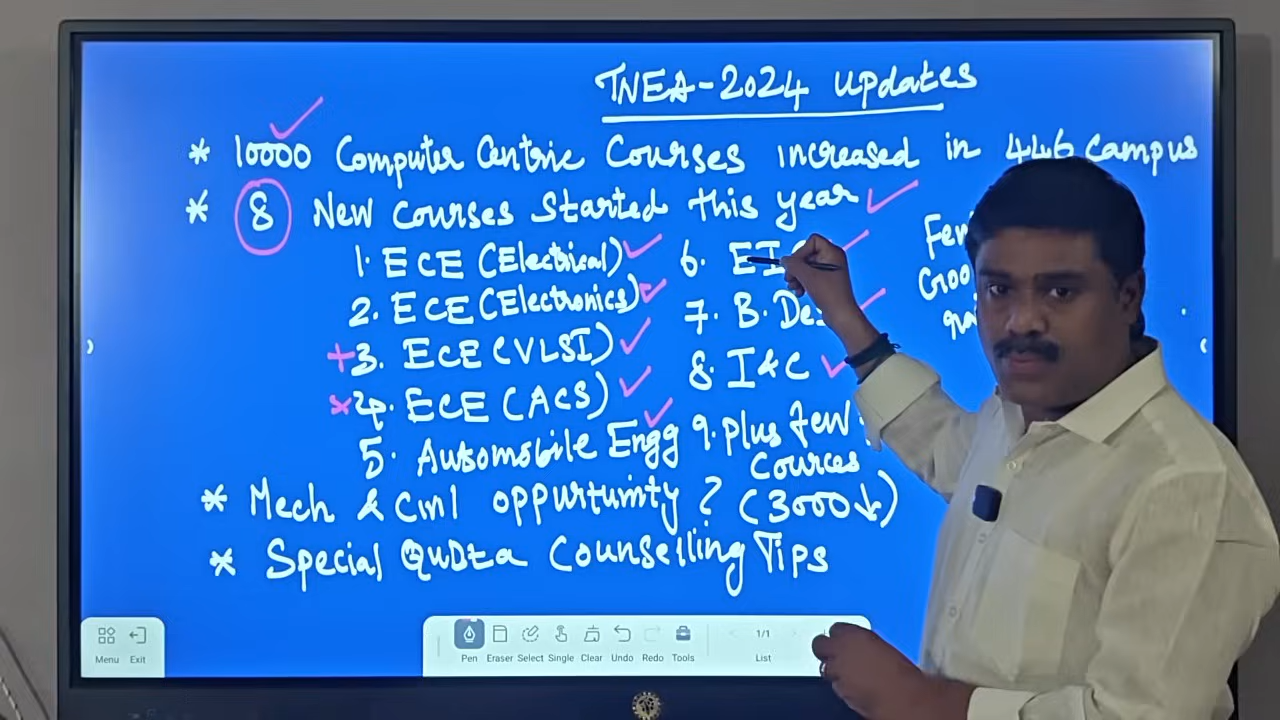 TNEA-2024 Updates
* 10000 Computer Centric Courses increased in 446 campus
* 8 New Courses Started this year
1. ECE (Electrical)
2. ECE (Electronics)
+3. ECE (VLSI)
*4. ECE (ACS)
5. Automobile Engg
6. EI
7. B.Des
8. I&C
9. Plus few
Cources
* Mech & Civil oppurtunity? (3000↓)
* Special Quota Counselling Tips
Menu Exit
Pen Eraser Select Single Clear Undo Redo Tools
1/1
List